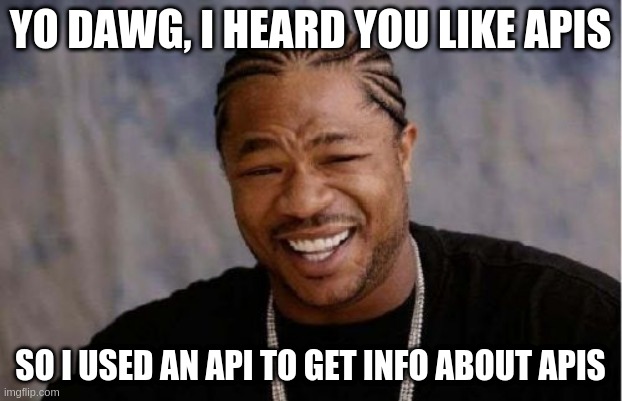 YO DAWG, I HEARD YOU LIKE APIS
SO I USED AN API TO GET INFO ABOUT APIS
imgflip.com